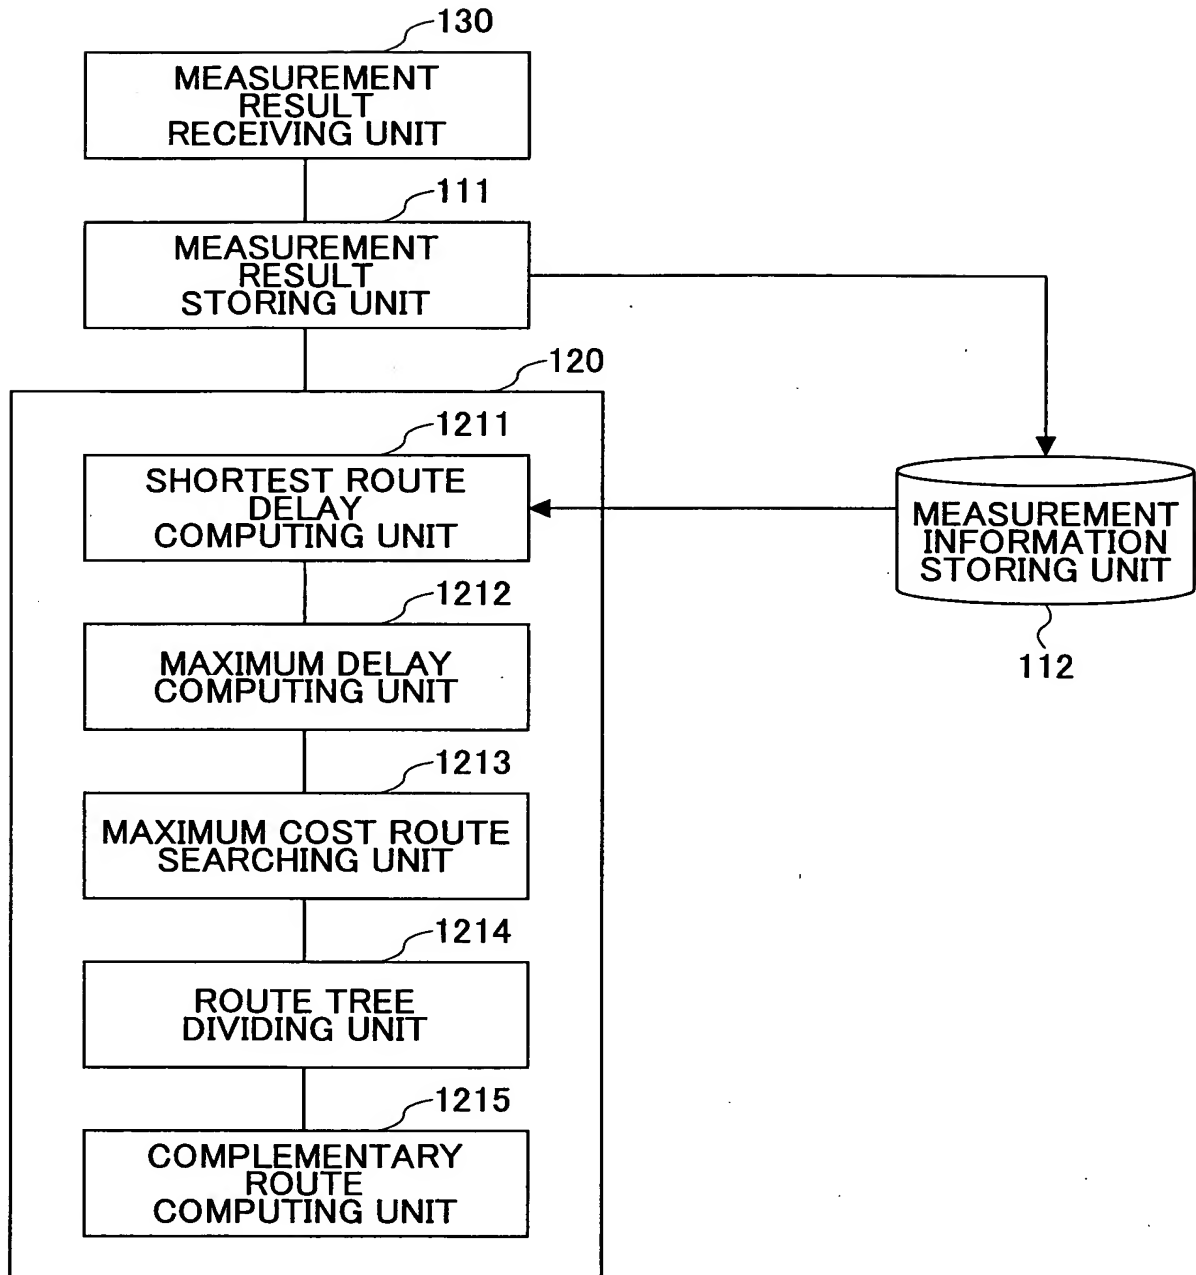 130
MEASUREMENT
RESULT
RECEIVING UNIT
111
MEASUREMENT
RESULT
STORING UNIT
120
1211
SHORTEST ROUTE
DELAY
COMPUTING UNIT
MEASUREMENT
INFORMATION
STORING UNIT
112
1212
MAXIMUM DELAY
COMPUTING UNIT
1213
MAXIMUM COST ROUTE
SEARCHING UNIT
1214
ROUTE TREE
DIVIDING UNIT
1215
COMPLEMENTARY
ROUTE
COMPUTING UNIT